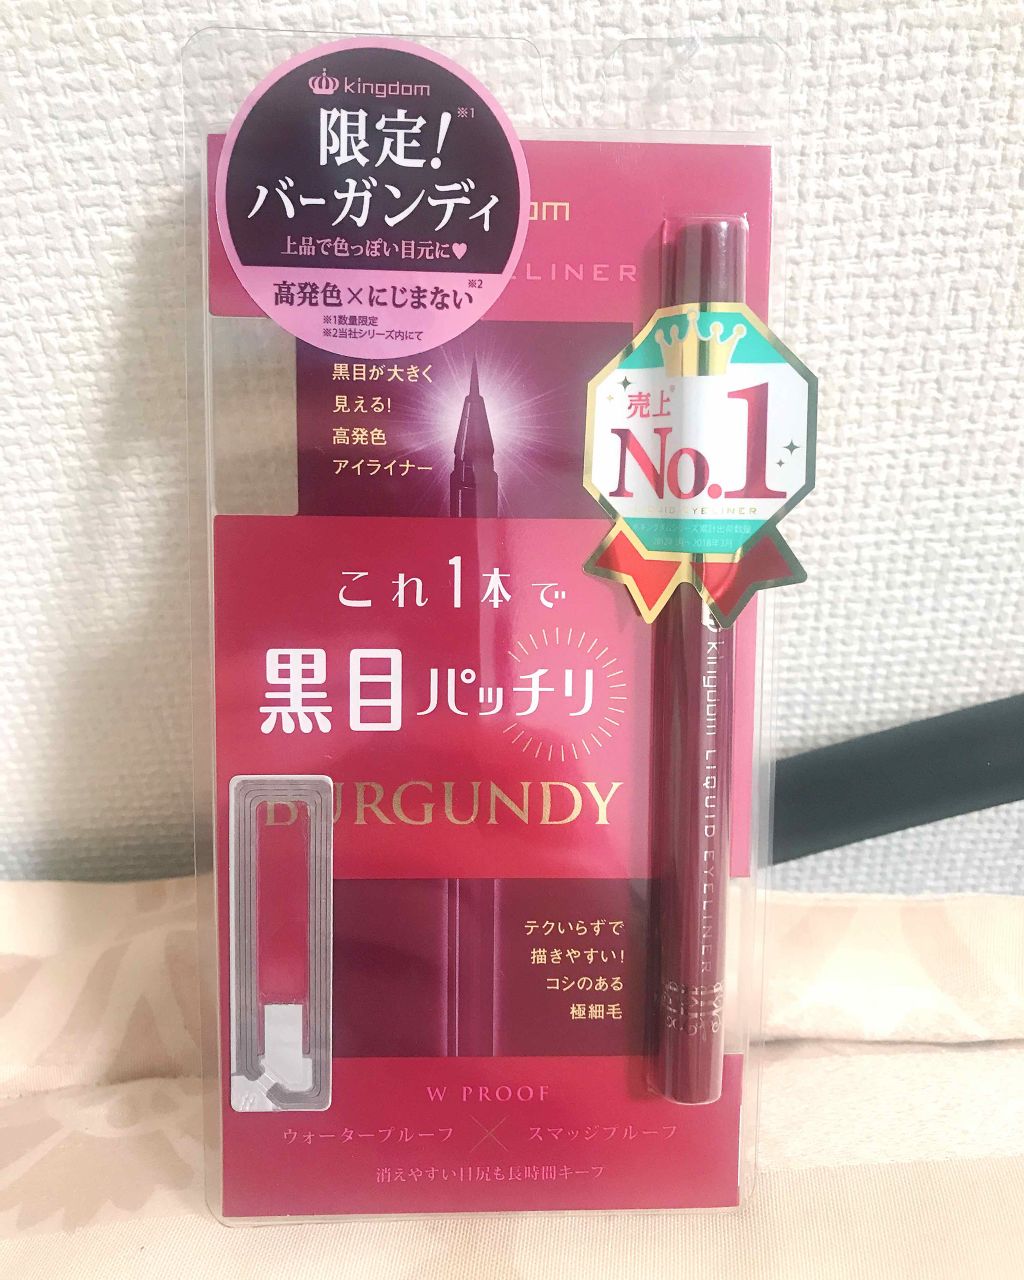 kingdom
限定！※1
バーガンディ
上品で色っぽい目元に♥
高発色×にじまない※2
※1数量限定
※2当社シリーズ内にて
黒目が大きく
見える！
高発色
アイライナー
売上※
No.1
LIQUID EYELINER
これ1本で
黒目パッチリ
BURGUNDY
テクいらずで
描きやすい！
コシのある
極細毛
kingdom LIQUID EYELINER
W PROOF
ウォータープルーフ × スマッジプルーフ
消えやすい目尻も長時間キープ